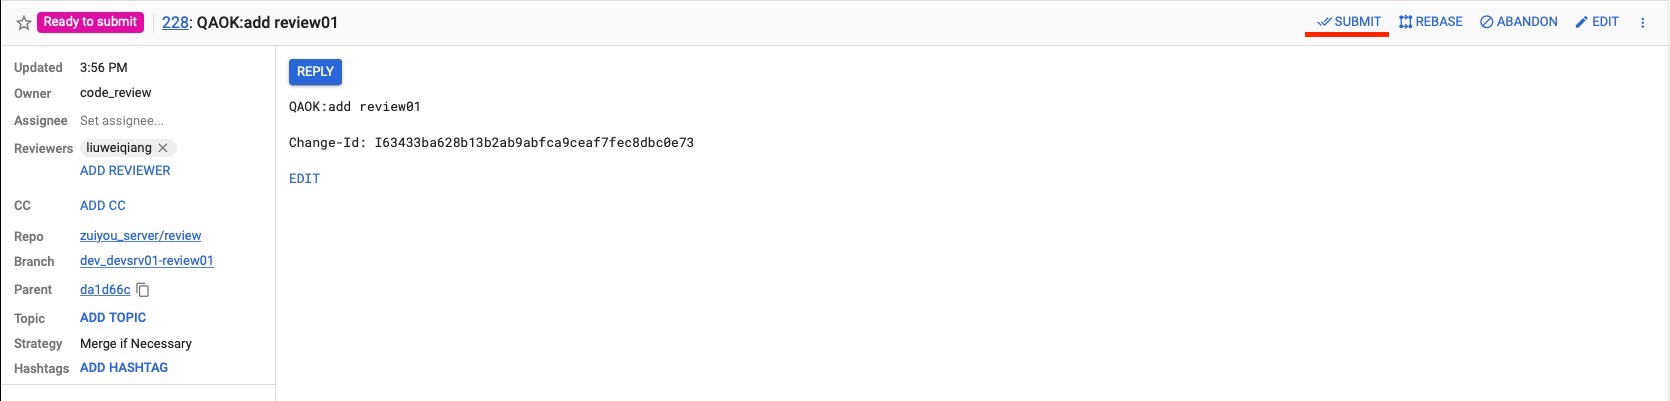 Ready to submit 228: QAOK:add review01 SUBMIT REBASE ABANDON EDIT
Updated 3:56 PM
Owner code_review
Assignee Set assignee...
Reviewers liuweiqiang
ADD REVIEWER
CC ADD CC
Repo zuiyou_server/review
Branch dev_devsrv01-review01
Parent da1d66c
Topic ADD TOPIC
Strategy Merge if Necessary
Hashtags ADD HASHTAG
REPLY
QAOK:add review01
Change-Id: I63433ba628b13b2ab9abfca9ceaf7fec8dbc0e73
EDIT